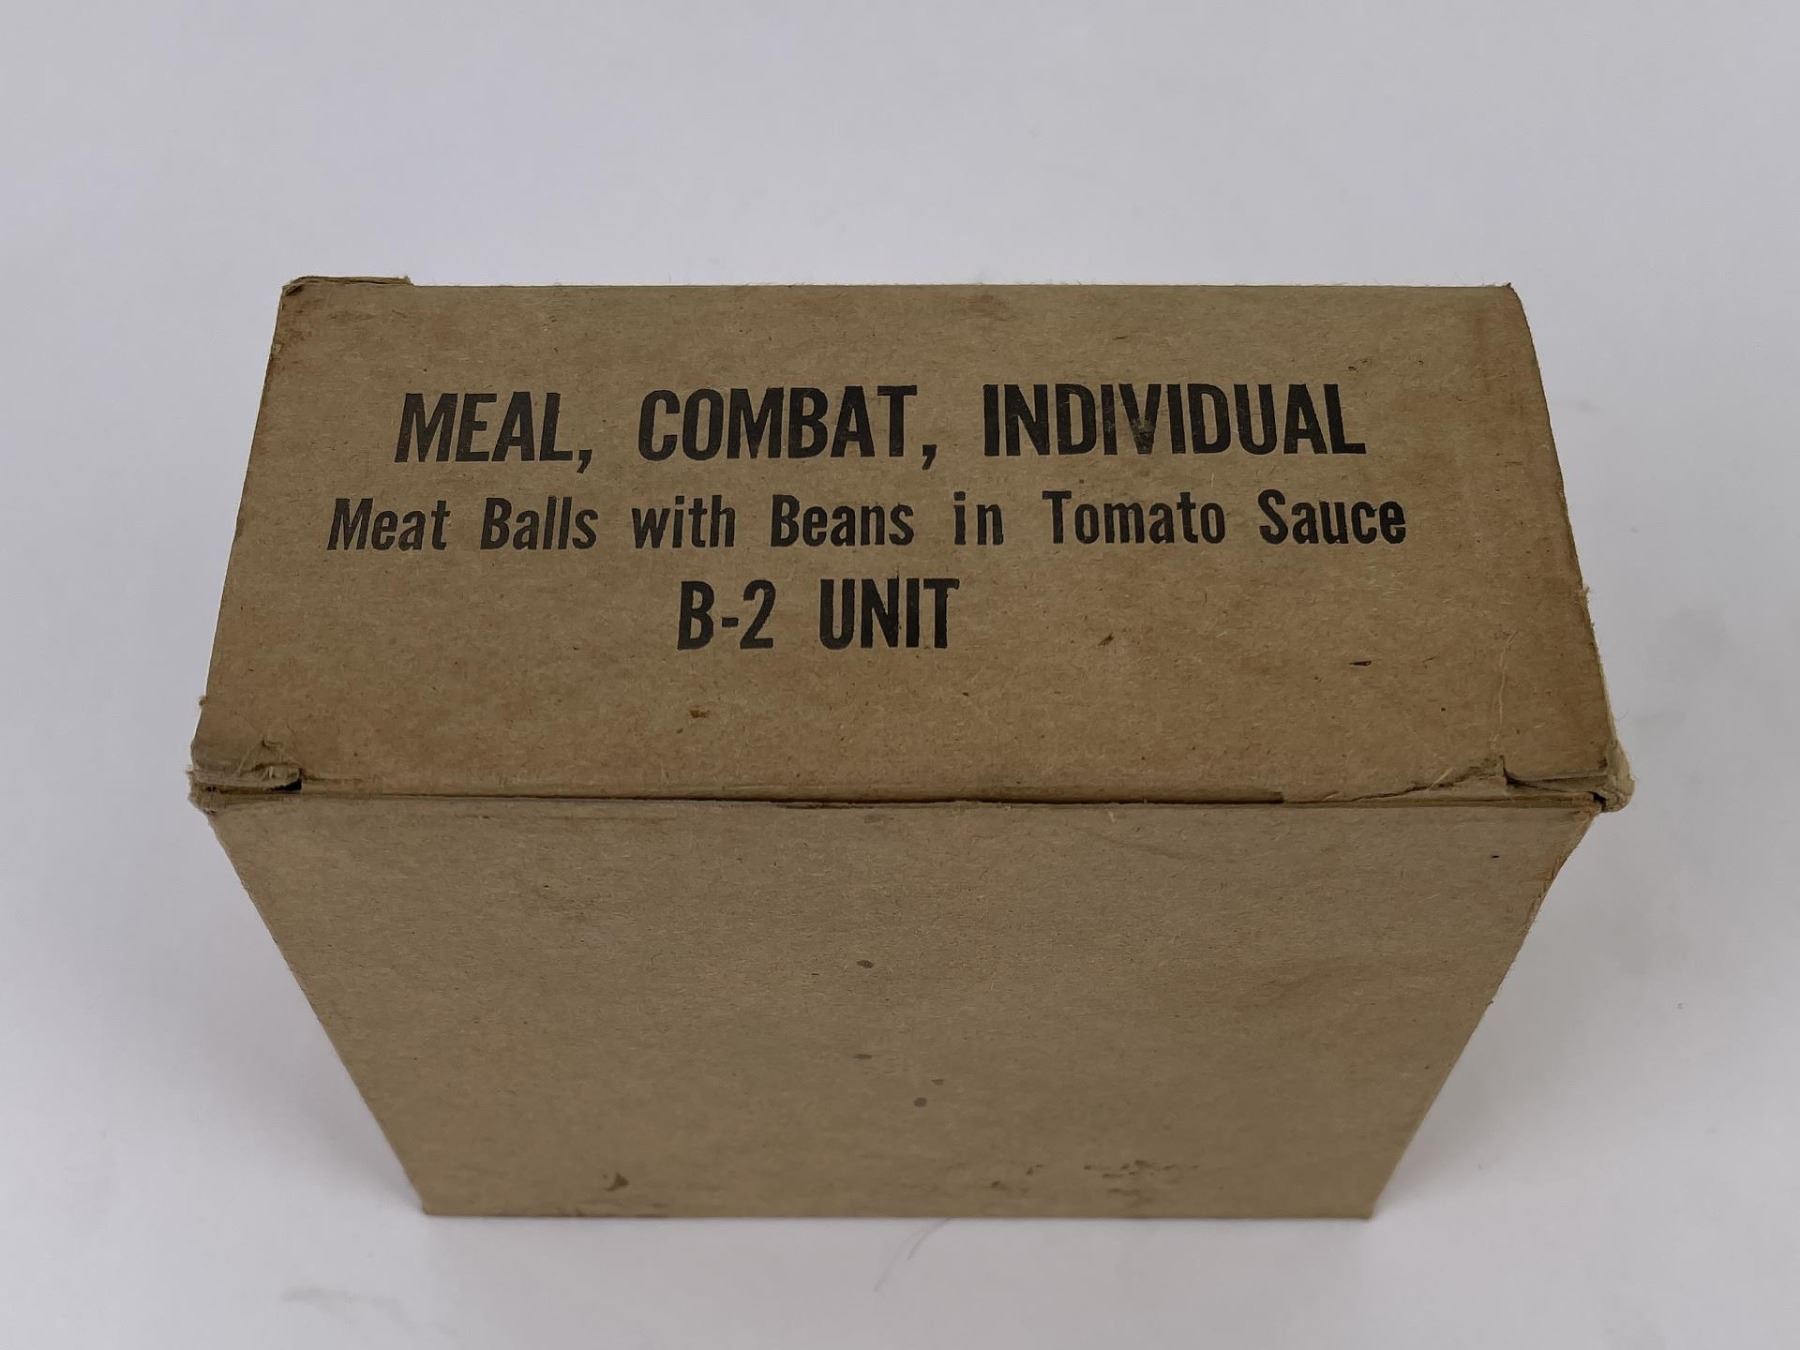 MEAL, COMBAT, INDIVIDUAL
Meat Balls with Beans in Tomato Sauce
B-2 UNIT